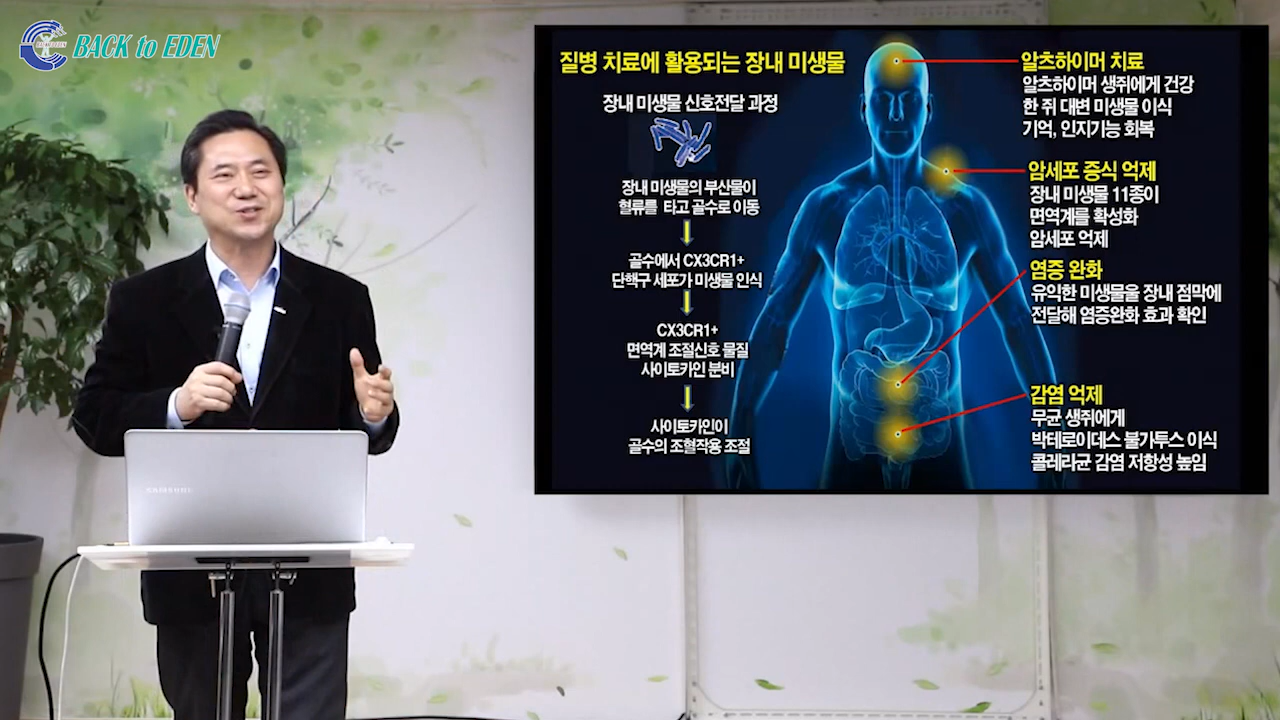 BACK to EDEN
질병 치료에 활용되는 장내 미생물
장내 미생물 신호전달 과정
장내 미생물의 부산물이
혈류를 타고 골수로 이동
골수에서 CX3CR1+
단핵구 세포가 미생물 인식
CX3CR1+
면역계 조절신호 물질
사이토카인 분비
사이토카인이
골수의 조혈작용 조절
알츠하이머 치료
알츠하이머 생쥐에게 건강
한 쥐 대변 미생물 이식
기억, 인지기능 회복
암세포 증식 억제
장내 미생물 11종이
면역계를 확성화
암세포 억제
염증 완화
유익한 미생물을 장내 점막에
전달해 염증완화 효과 확인
감염 억제
무균 생쥐에게
박테로이데스 불가투스 이식
콜레라균 감염 저항성 높임
SAMSUNG